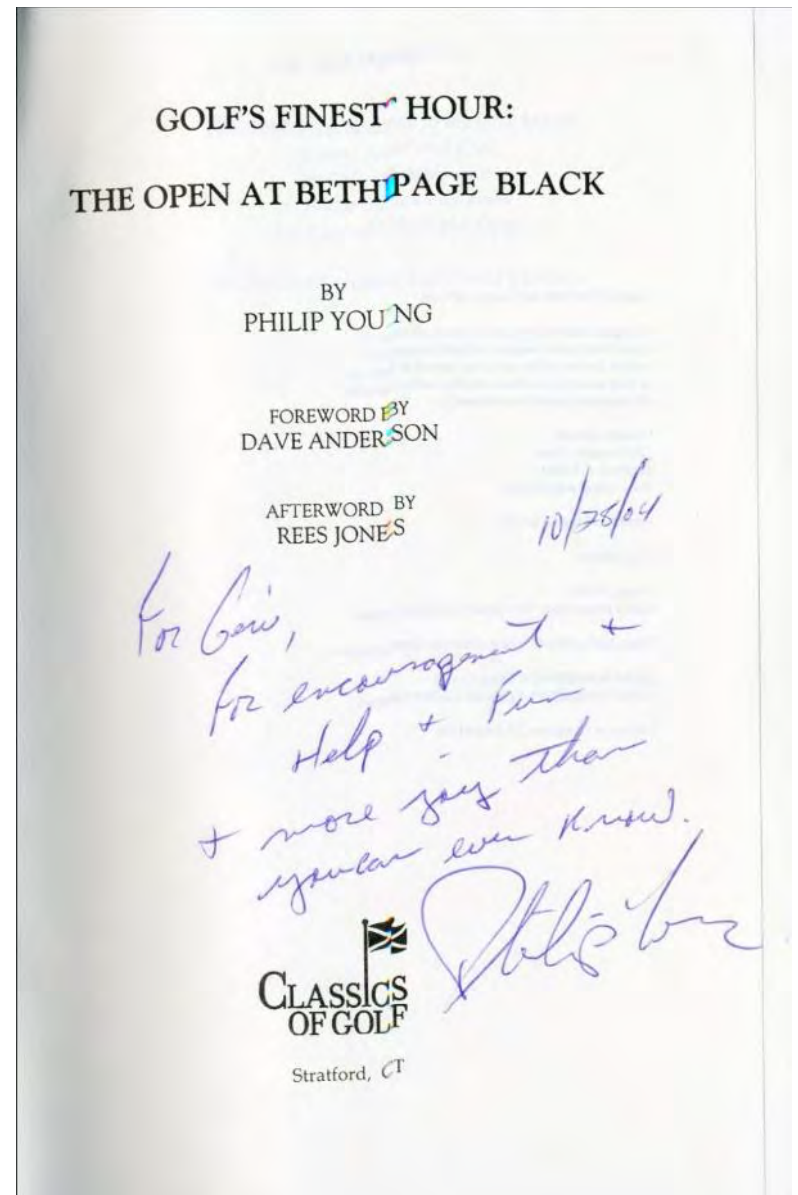 GOLF'S FINEST HOUR:
THE OPEN AT BETHPAGE BLACK
BY
PHILIP YOUNG
FOREWORD BY
DAVE ANDERSON
AFTERWORD BY
REES JONES
10/28/04
For
for encouragement +
Help + Fun
+ more joy than
you can ever know.
Philip Young
CLASSICS
OF GOLF
Stratford, CT